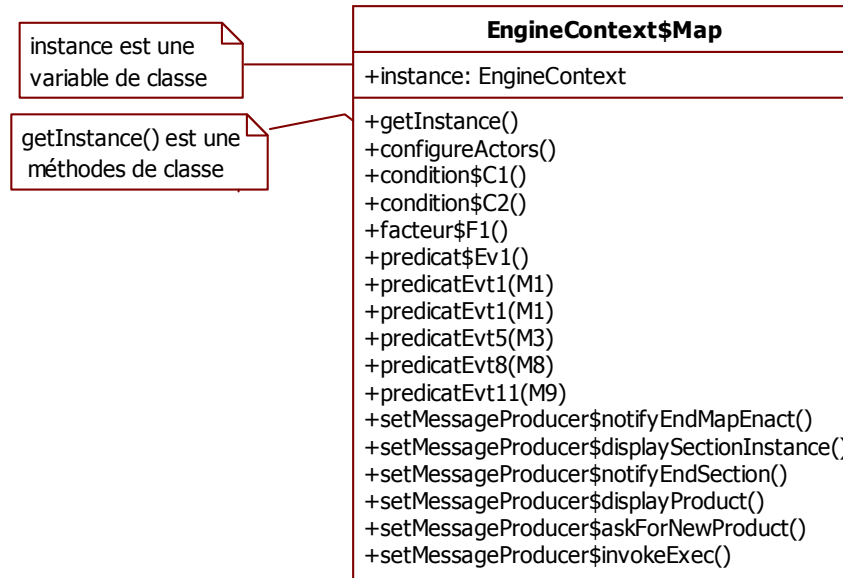 instance est une
variable de classe
getInstance() est une
méthodes de classe
EngineContext$Map
+instance: EngineContext
+getInstance()
+configureActors()
+condition$C1()
+condition$C2()
+facteur$F1()
+predicat$Ev1()
+predicatEvt1(M1)
+predicatEvt1(M1)
+predicatEvt5(M3)
+predicatEvt8(M8)
+predicatEvt11(M9)
+setMessageProducer$notifyEndMapEnact()
+setMessageProducer$displaySectionInstance()
+setMessageProducer$notifyEndSection()
+setMessageProducer$displayProduct()
+setMessageProducer$askForNewProduct()
+setMessageProducer$invokeExec()